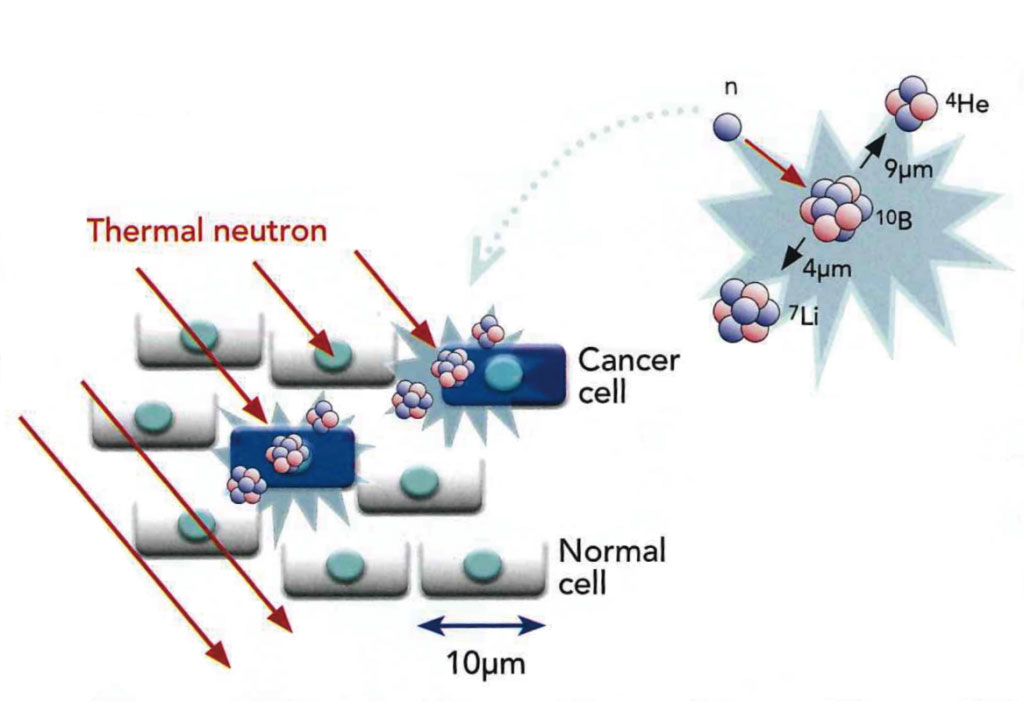 n
⁴He
9μm
¹⁰B
4μm
⁷Li
Thermal neutron
Cancer
cell
Normal
cell
10μm